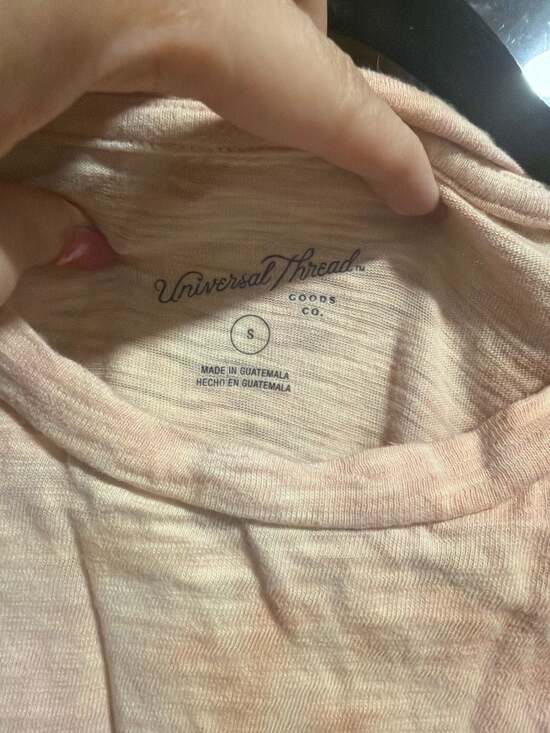 Universal Thread™
GOODS
CO.
S
MADE IN GUATEMALA
HECHO EN GUATEMALA